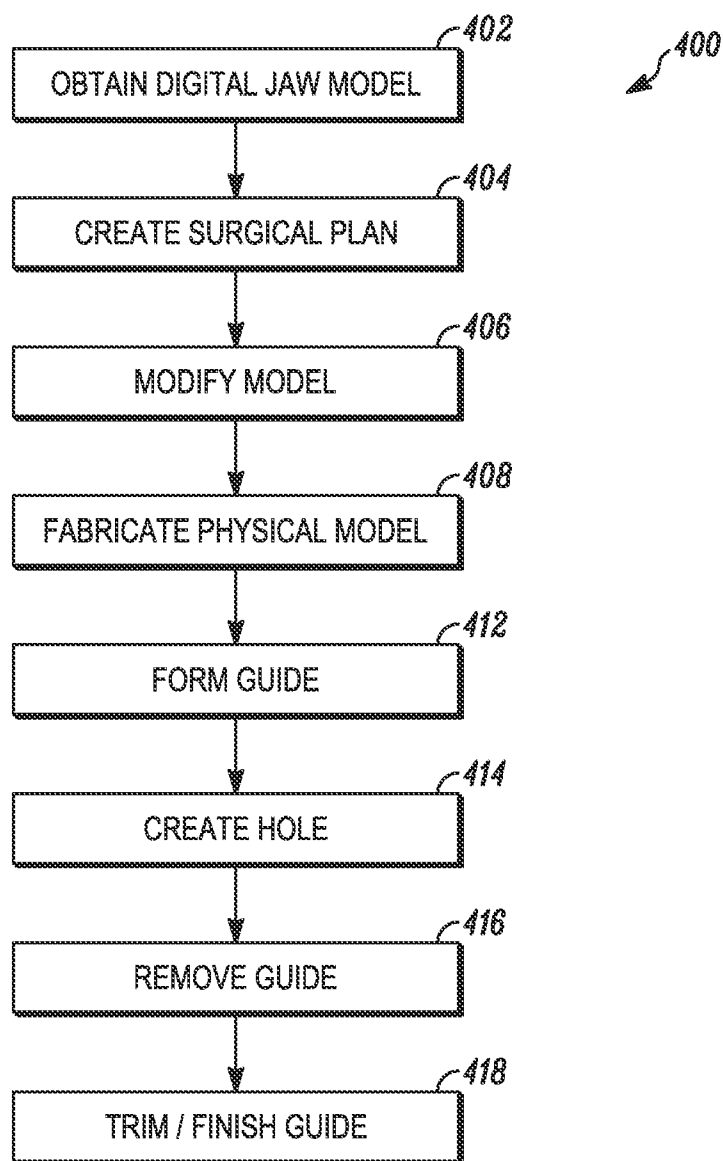 402
400
OBTAIN DIGITAL JAW MODEL
404
CREATE SURGICAL PLAN
406
MODIFY MODEL
408
FABRICATE PHYSICAL MODEL
412
FORM GUIDE
414
CREATE HOLE
416
REMOVE GUIDE
418
TRIM / FINISH GUIDE